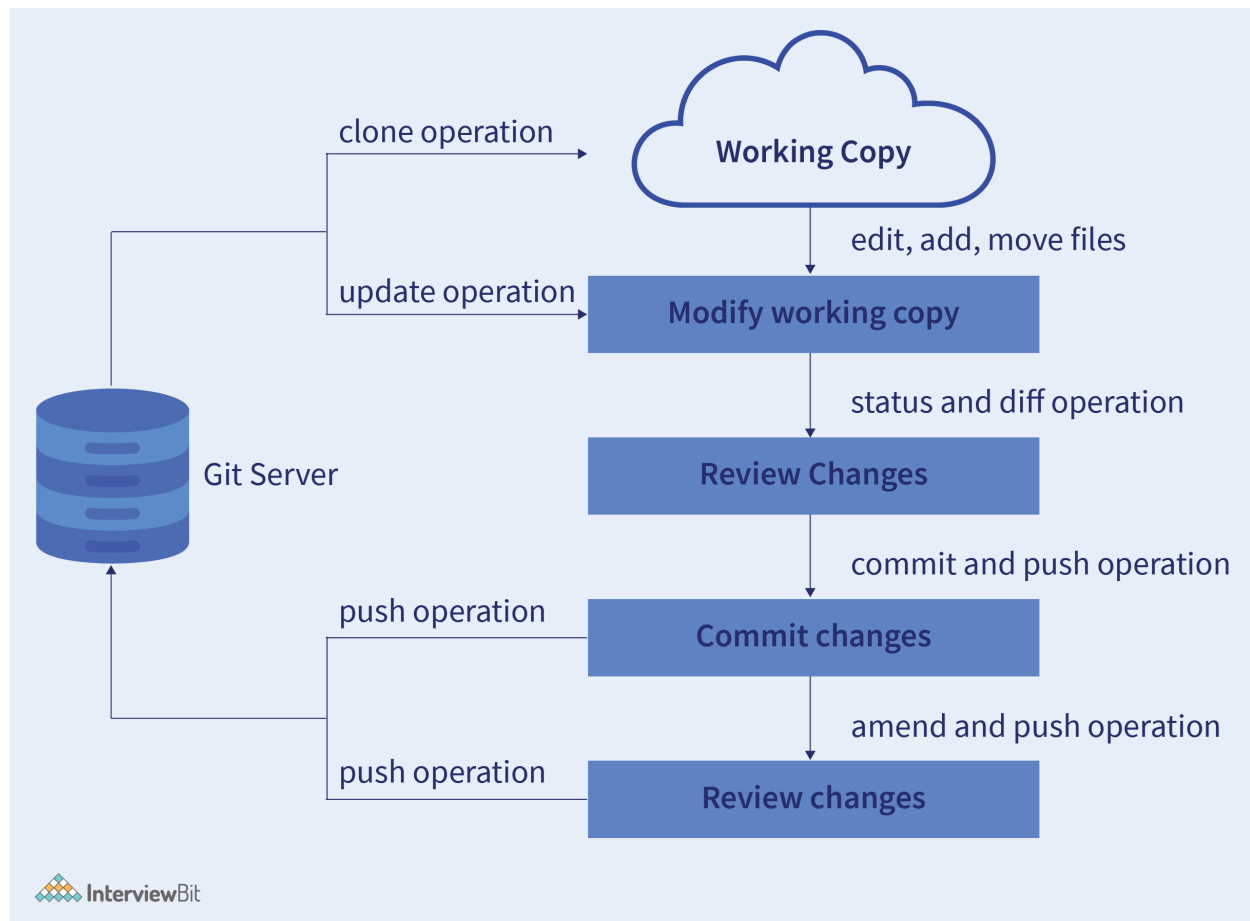 clone operation
Working Copy
edit, add, move files
update operation
Modify working copy
status and diff operation
Review Changes
Git Server
commit and push operation
push operation
Commit changes
amend and push operation
push operation
Review changes
InterviewBit